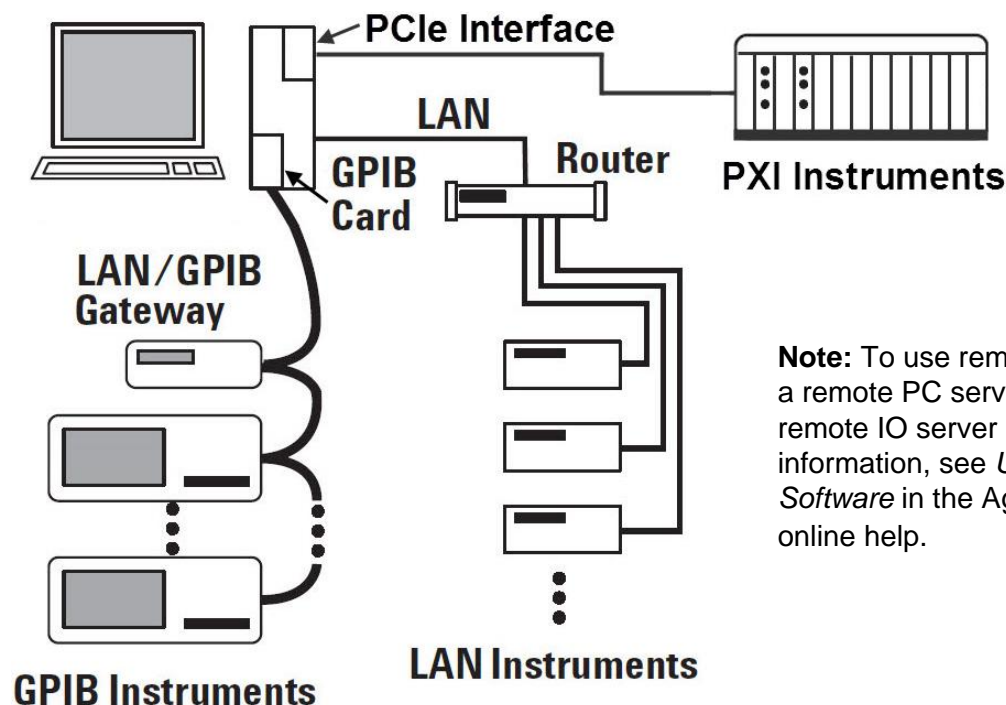 PCIe Interface
LAN
GPIB
Card
Router
PXI Instruments
LAN/GPIB
Gateway
Note: To use rem
a remote PC serv
remote IO server
information, see
Software in the Ag
online help.
LAN Instruments
GPIB Instruments